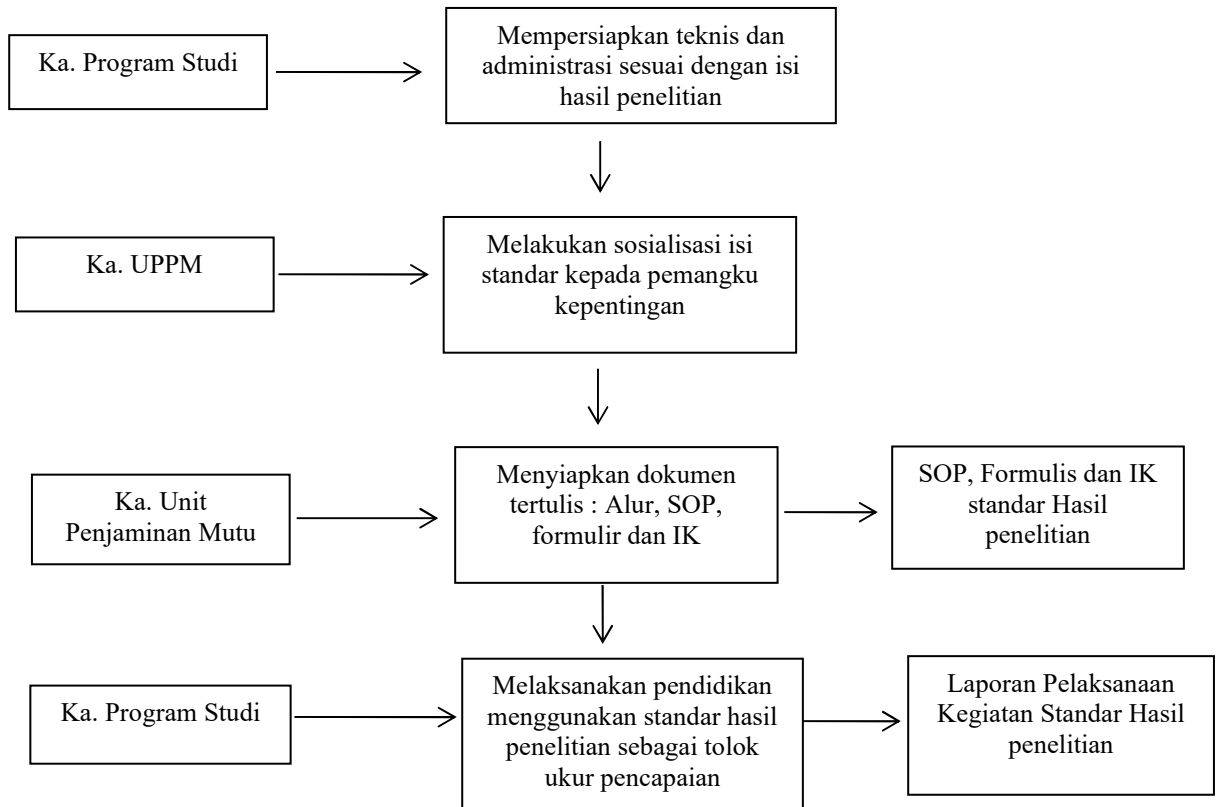 Ka. Program Studi
Mempersiapkan teknis dan
administrasi sesuai dengan isi
hasil penelitian
Ka. UPPM
Melakukan sosialisasi isi
standar kepada pemangku
kepentingan
Ka. Unit
Penjaminan Mutu
Menyiapkan dokumen
tertulis : Alur, SOP,
formulir dan IK
SOP, Formulis dan IK
standar Hasil
penelitian
Ka. Program Studi
Melaksanakan pendidikan
menggunakan standar hasil
penelitian sebagai tolok
ukur pencapaian
Laporan Pelaksanaan
Kegiatan Standar Hasil
penelitian